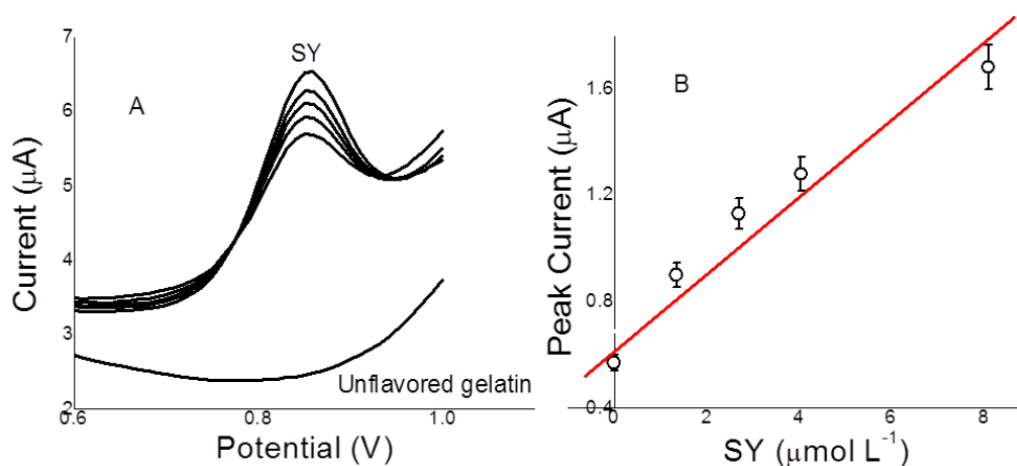 7
6
5
4
3
2
0.6
0.8
1.0
Current (μA)
Potential (V)
A
SY
Unflavored gelatin
1.6
1.2
0.8
0.4
0
2
4
6
8
Peak Current (μA)
SY (μmol L⁻¹)
B